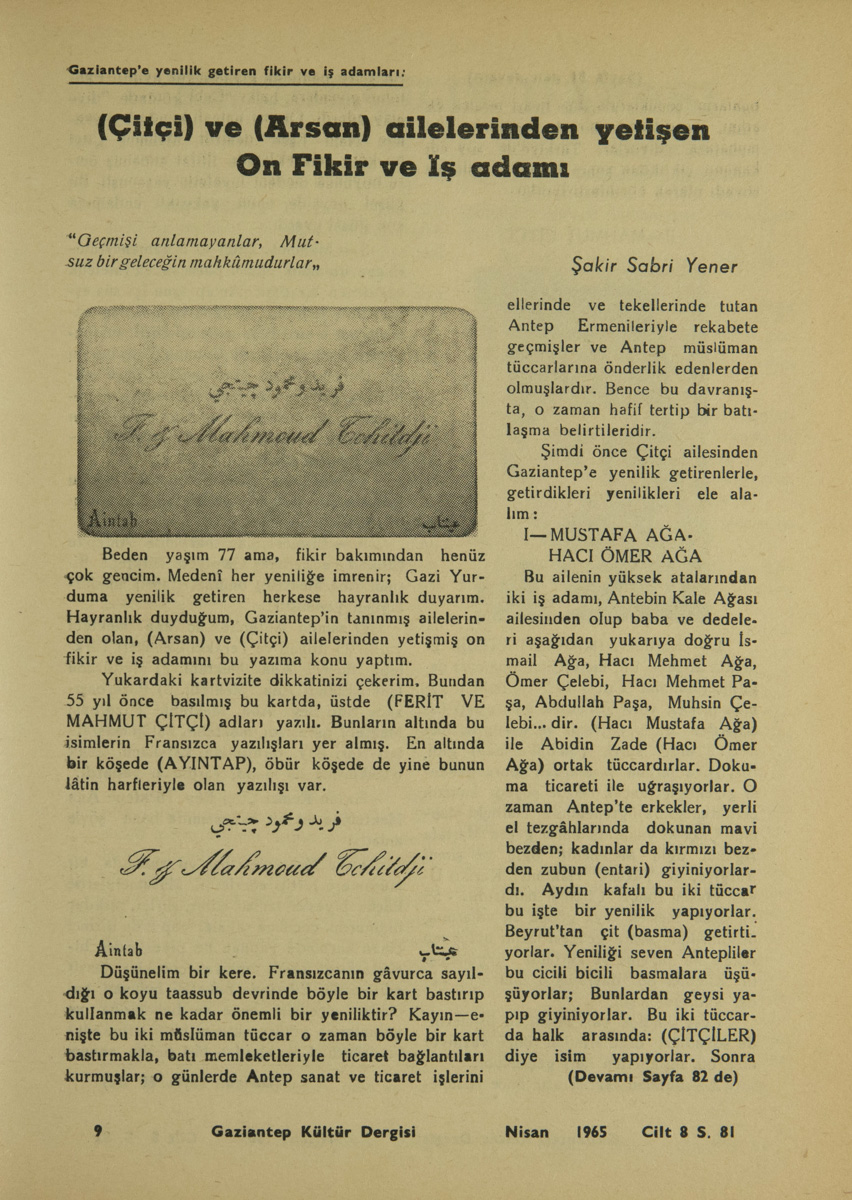 Gaziantep'e yenilik getiren fikir ve iş adamları:
(Çitçi) ve (Arsan) ailelerinden yetişen
On Fikir ve İş adamı
"Geçmişi anlamayanlar, Mut-
suz bir geleceğin mahkûmudurlar„
Şakir Sabri Yener
فريد ومحمود چيتجي
F. & Mahmoud Tchitdji
Aintab
عينتاب
Beden yaşım 77 ama, fikir bakımından henüz
çok gencim. Medenî her yeniliğe imrenir; Gazi Yur-
duma yenilik getiren herkese hayranlık duyarım.
Hayranlık duyduğum, Gaziantep'in tanınmış ailelerin-
den olan, (Arsan) ve (Çitçi) ailelerinden yetişmiş on
fikir ve iş adamını bu yazıma konu yaptım.
Yukardaki kartvizite dikkatinizi çekerim. Bundan
55 yıl önce basılmış bu kartda, üstde (FERİT VE
MAHMUT ÇİTÇİ) adları yazılı. Bunların altında bu
isimlerin Fransızca yazılışları yer almış. En altında
bir köşede (AYINTAP), öbür köşede de yine bunun
lâtin harfleriyle olan yazılışı var.
فريد ومحمود چيتجي
F. & Mahmoud Tchitdji
Aintab
عينتاب
Düşünelim bir kere. Fransızcanın gâvurca sayıl-
dığı o koyu taassub devrinde böyle bir kart bastırıp
kullanmak ne kadar önemli bir yeniliktir? Kayın—e-
nişte bu iki müslüman tüccar o zaman böyle bir kart
bastırmakla, batı memleketleriyle ticaret bağlantıları
kurmuşlar; o günlerde Antep sanat ve ticaret işlerini
ellerinde ve tekellerinde tutan
Antep Ermenileriyle rekabete
geçmişler ve Antep müslüman
tüccarlarına önderlik edenlerden
olmuşlardır. Bence bu davranış-
ta, o zaman hafif tertip bir batı-
laşma belirtileridir.
Şimdi önce Çitçi ailesinden
Gaziantep'e yenilik getirenlerle,
getirdikleri yenilikleri ele ala-
lım :
I— MUSTAFA AĞA-
HACI ÖMER AĞA
Bu ailenin yüksek atalarından
iki iş adamı, Antebin Kale Ağası
ailesinden olup baba ve dedele-
ri aşağıdan yukarıya doğru İs-
mail Ağa, Hacı Mehmet Ağa,
Ömer Çelebi, Hacı Mehmet Pa-
şa, Abdullah Paşa, Muhsin Çe-
lebi... dir. (Hacı Mustafa Ağa)
ile Abidin Zade (Hacı Ömer
Ağa) ortak tüccardırlar. Doku-
ma ticareti ile uğraşıyorlar. O
zaman Antep'te erkekler, yerli
el tezgâhlarında dokunan mavi
bezden; kadınlar da kırmızı bez-
den zubun (entari) giyiniyorlar-
dı. Aydın kafalı bu iki tüccar
bu işte bir yenilik yapıyorlar.
Beyrut'tan çit (basma) getirti-
yorlar. Yeniliği seven Antepliler
bu cicili bicili basmalara üşü-
şüyorlar; Bunlardan geysi ya-
pıp giyiniyorlar. Bu iki tüccar-
da halk arasında: (ÇİTÇİLER)
diye isim yapıyorlar. Sonra
(Devamı Sayfa 82 de)
9 Gaziantep Kültür Dergisi Nisan 1965 Cilt 8 S. 81